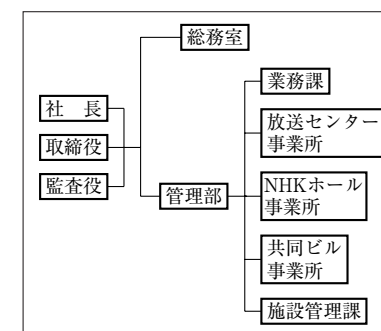 総務室
社　長
取締役
監査役
管理部
業務課
放送センター
事業所
NHKホール
事業所
共同ビル
事業所
施設管理課